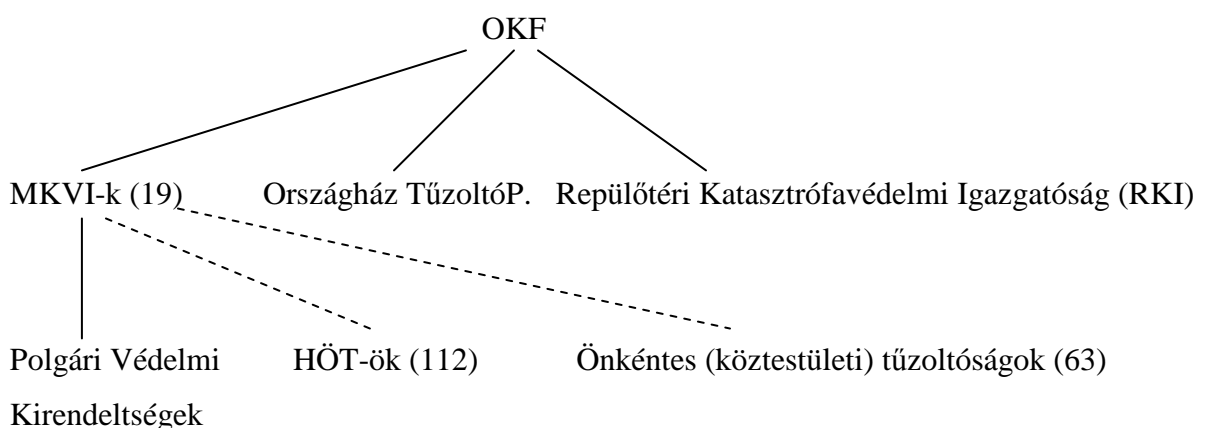 OKF
MKVI-k (19) Országház TűzoltóP. Repülőtéri Katasztrófavédelmi Igazgatóság (RKI)
Polgári Védelmi HÖT-ök (112) Önkéntes (köztestületi) tűzoltóságok (63)
Kirendeltségek